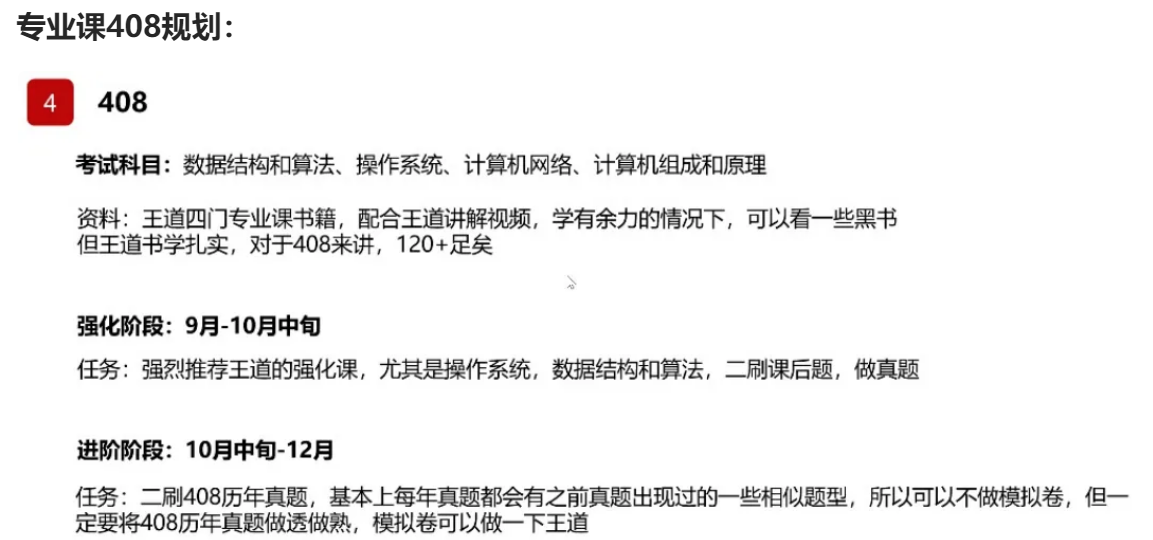 专业课408规划：
4 408
考试科目：数据结构和算法、操作系统、计算机网络、计算机组成和原理
资料：王道四门专业课书籍，配合王道讲解视频，学有余力的情况下，可以看一些黑书
但王道书学扎实，对于408来讲，120+足矣
强化阶段：9月-10月中旬
任务：强烈推荐王道的强化课，尤其是操作系统，数据结构和算法，二刷课后题，做真题
进阶阶段：10月中旬-12月
任务：二刷408历年真题，基本上每年真题都会有之前真题出现过的一些相似题型，所以可以不做模拟卷，但一
定要将408历年真题做透做熟，模拟卷可以做一下王道